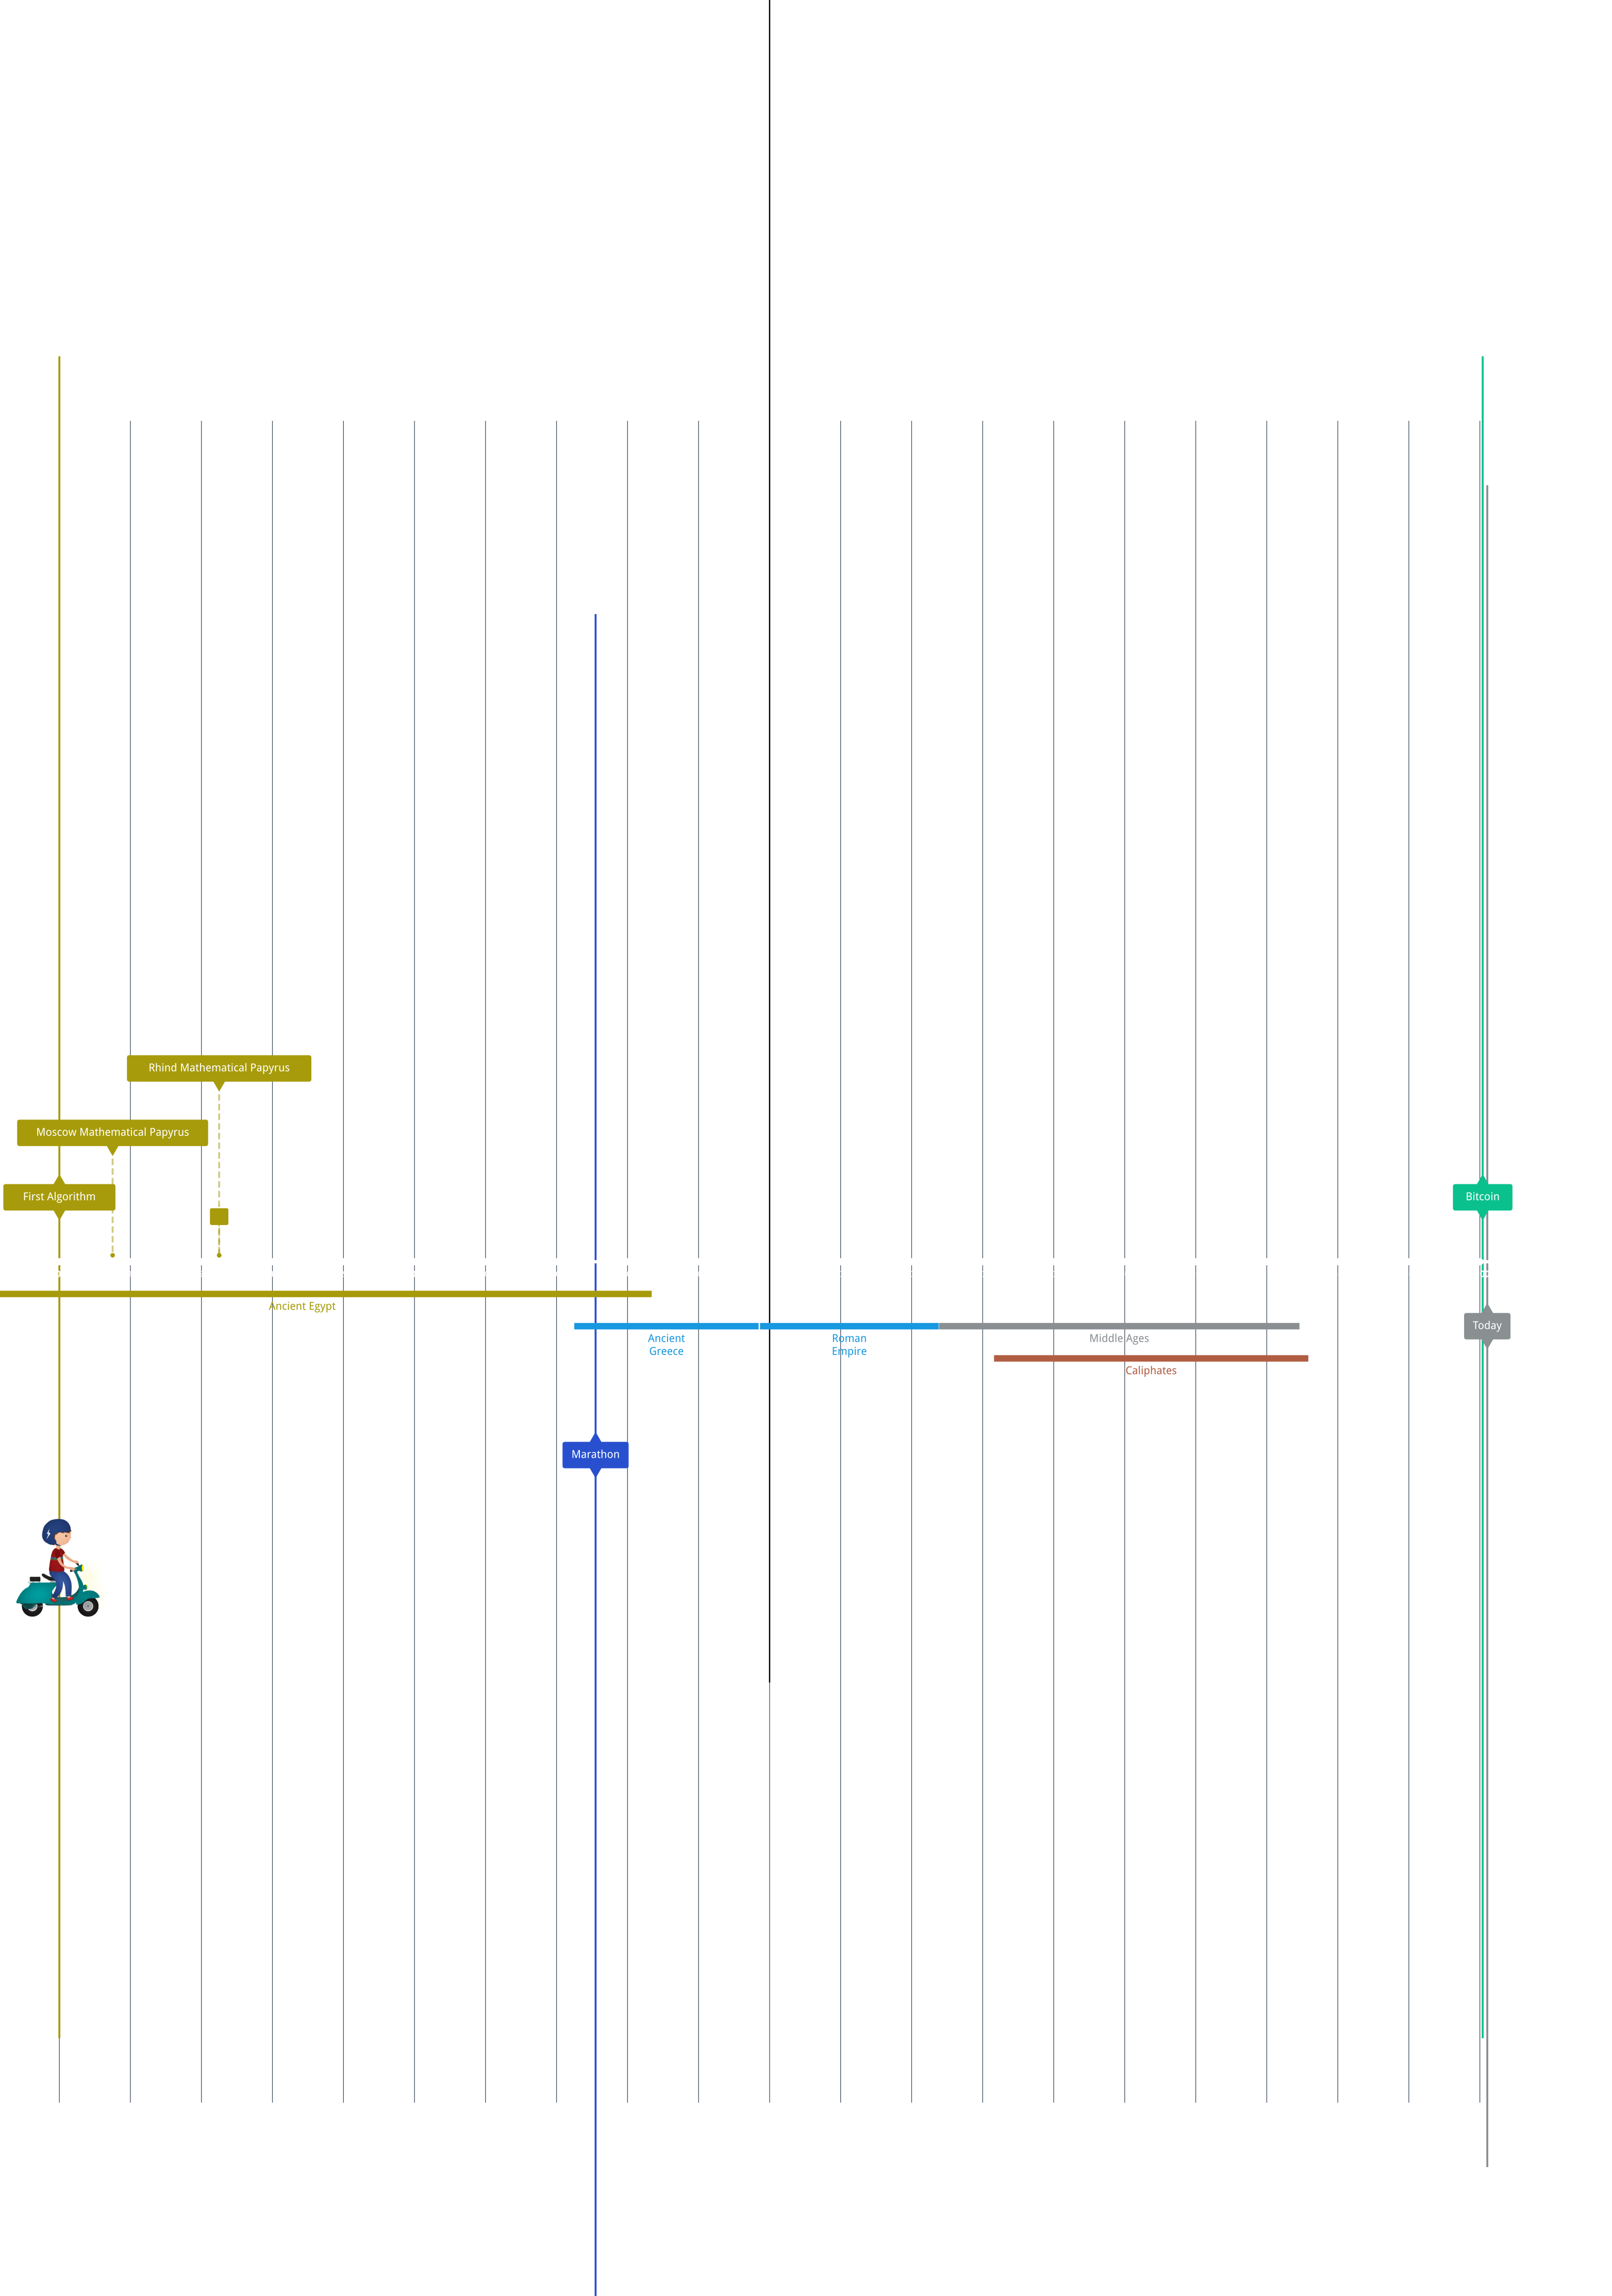 Rhind Mathematical Papyrus
Moscow Mathematical Papyrus
First Algorithm
Bitcoin
Ancient Egypt
Ancient
Greece
Roman
Empire
Middle Ages
Today
Caliphates
Marathon